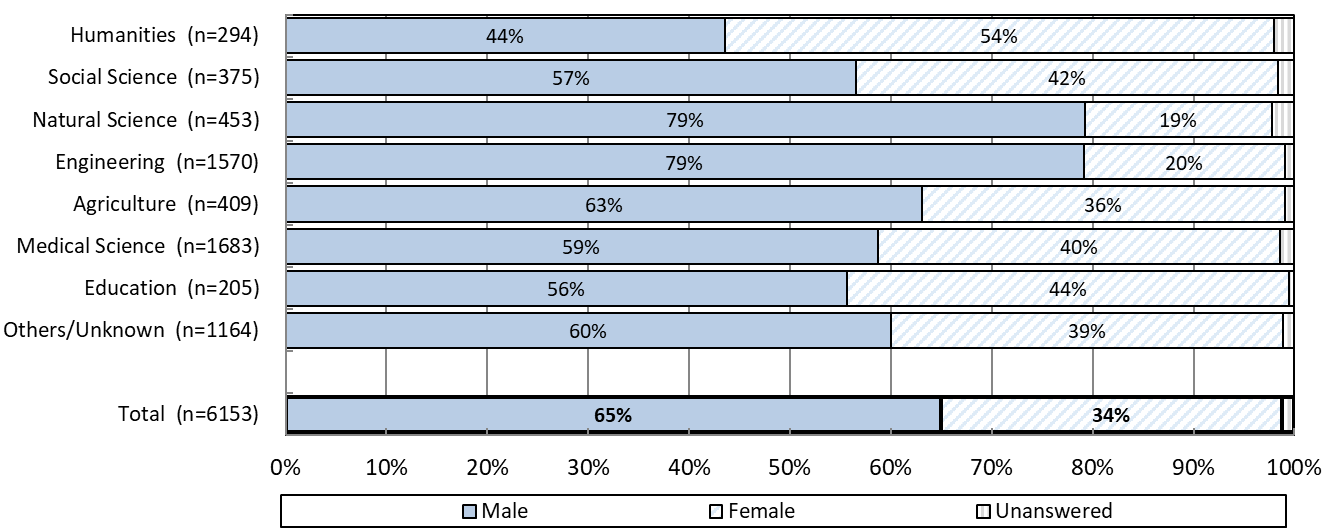 Humanities (n=294) 44% 54%
Social Science (n=375) 57% 42%
Natural Science (n=453) 79% 19%
Engineering (n=1570) 79% 20%
Agriculture (n=409) 63% 36%
Medical Science (n=1683) 59% 40%
Education (n=205) 56% 44%
Others/Unknown (n=1164) 60% 39%
Total (n=6153) 65% 34%
0% 10% 20% 30% 40% 50% 60% 70% 80% 90% 100%
Male Female Unanswered